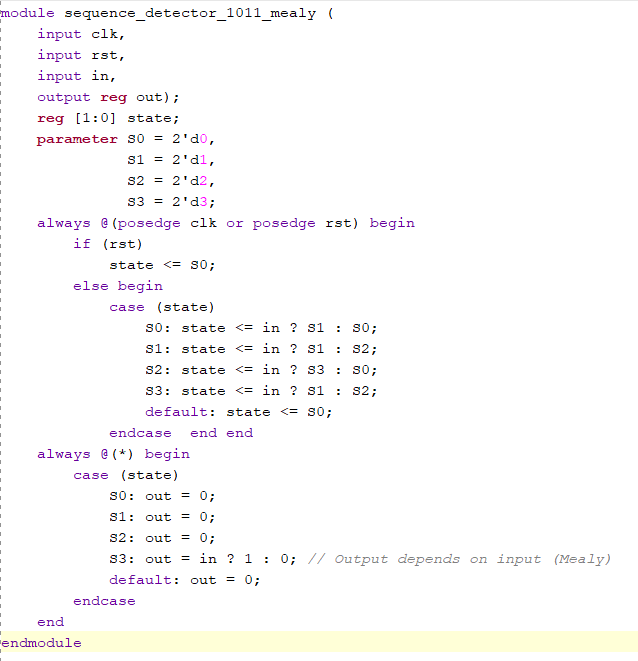 module sequence_detector_1011_mealy (
    input clk,
    input rst,
    input in,
    output reg out);
    reg [1:0] state;
    parameter S0 = 2'd0,
              S1 = 2'd1,
              S2 = 2'd2,
              S3 = 2'd3;
    always @(posedge clk or posedge rst) begin
        if (rst)
            state <= S0;
        else begin
            case (state)
                S0: state <= in ? S1 : S0;
                S1: state <= in ? S1 : S2;
                S2: state <= in ? S3 : S0;
                S3: state <= in ? S1 : S2;
                default: state <= S0;
            endcase  end end
    always @(*) begin
        case (state)
            S0: out = 0;
            S1: out = 0;
            S2: out = 0;
            S3: out = in ? 1 : 0; // Output depends on input (Mealy)
            default: out = 0;
        endcase
    end
endmodule